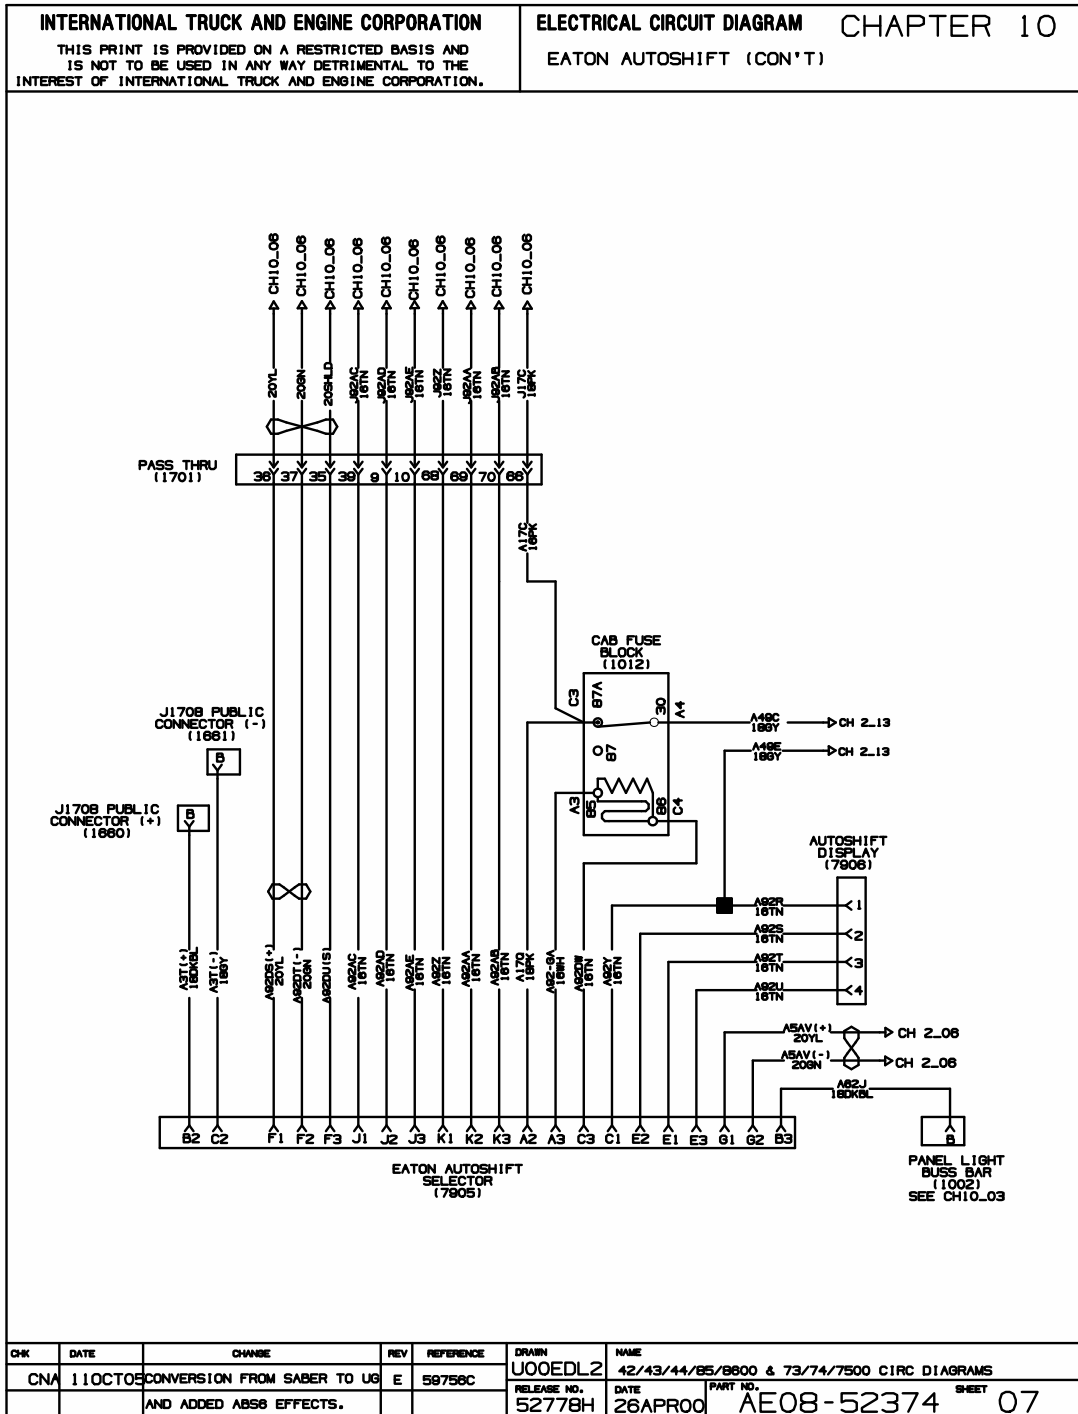 INTERNATIONAL TRUCK AND ENGINE CORPORATION
THIS PRINT IS PROVIDED ON A RESTRICTED BASIS AND
IS NOT TO BE USED IN ANY WAY DETRIMENTAL TO THE
INTEREST OF INTERNATIONAL TRUCK AND ENGINE CORPORATION.
ELECTRICAL CIRCUIT DIAGRAM CHAPTER 10
EATON AUTOSHIFT (CON'T)
CH10_06 CH10_06 CH10_06 CH10_06 CH10_06 CH10_06 CH10_06 CH10_06 CH10_06 CH10_06
20YL
20GN
20SHLD
J92AC
16TN
J92AD
16TN
J92AE
16TN
J92Z
16TN
J92AA
16TN
J92AB
16TN
J17C
18PK
PASS THRU
(1701)
36 37 35 39 9 10 68 69 70 66
A17C
18PK
CAB FUSE
BLOCK
(1012)
C3 87A 30 A4
87
A3 85 86 C4
A49C
18GY
CH 2_13
A49E
18GY
CH 2_13
J1708 PUBLIC
CONNECTOR (-)
(1661)
B
J1708 PUBLIC
CONNECTOR (+)
(1660)
B
AUTOSHIFT
DISPLAY
(7906)
A92R
16TN
1
A92S
16TN
2
A92T
16TN
3
A92U
16TN
4
A3T(+)
18DKBL
A3T(-)
18GY
A92DS(+)
20YL
A92DT(-)
20GN
A92DU(S)
A92AC
16TN
A92AD
16TN
A92AE
16TN
A92Z
16TN
A92AA
16TN
A92AB
16TN
A17Q
18PK
A92-GA
16WH
A92DW
16TN
A92Y
16TN
A5AV(+)
20YL
CH 2_06
A5AV(-)
20GN
CH 2_06
A62J
18DKBL
B2 C2 F1 F2 F3 J1 J2 J3 K1 K2 K3 A2 A3 C3 C1 E2 E1 E3 G1 G2 B3
B
EATON AUTOSHIFT
SELECTOR
(7905)
PANEL LIGHT
BUSS BAR
(1002)
SEE CH10_03
CHK DATE CHANGE REV REFERENCE
CNA 11OCT05 CONVERSION FROM SABER TO UG E 59756C
AND ADDED ABS6 EFFECTS.
DRAWN
U00EDL2
NAME
42/43/44/85/8600 & 73/74/7500 CIRC DIAGRAMS
RELEASE NO.
52778H
DATE
26APR00
PART NO.
AE08-52374
SHEET
07